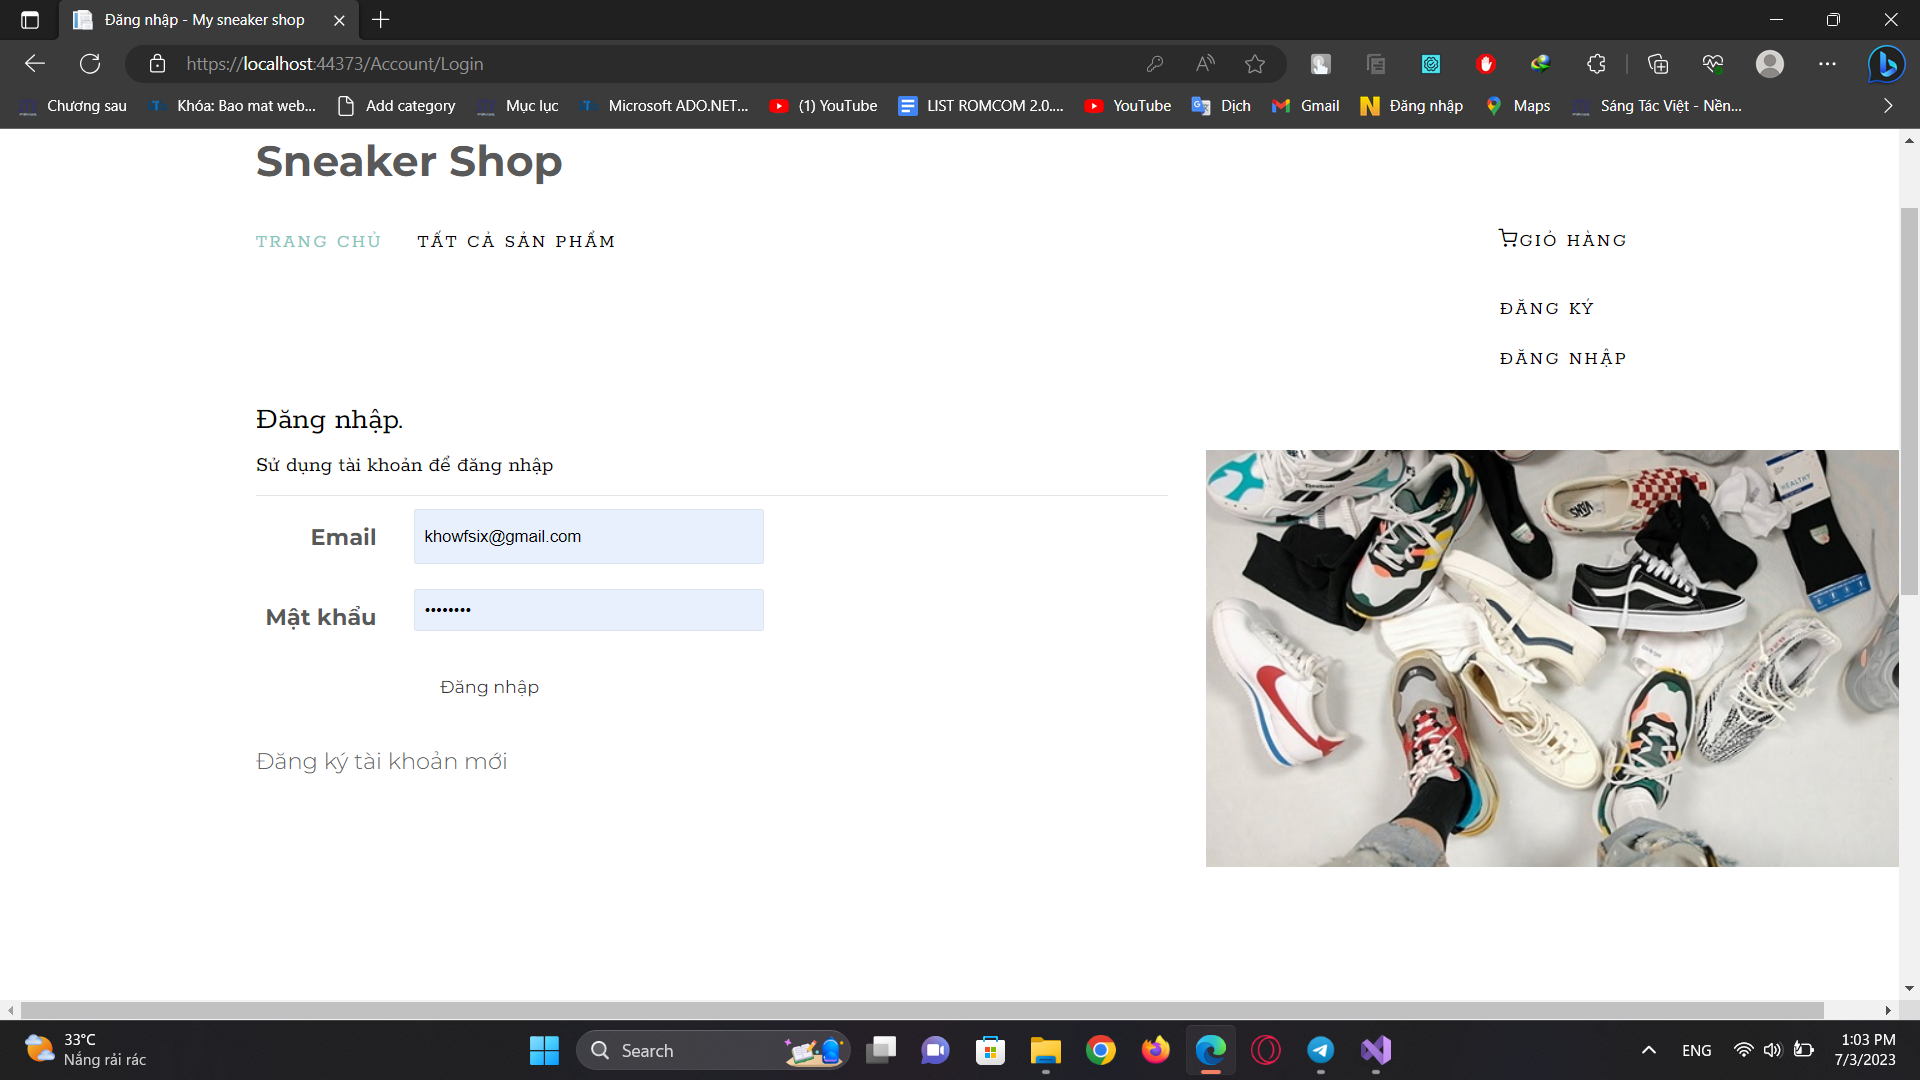 Đăng nhập - My sneaker shop
https://localhost:44373/Account/Login
Chương sau
Khóa: Bao mat web...
Add category
Mục lục
Microsoft ADO.NET...
(1) YouTube
LIST ROMCOM 2.0....
YouTube
Dịch
Gmail
Đăng nhập
Maps
Sáng Tác Việt - Nền...
Sneaker Shop
TRANG CHỦ
TẤT CẢ SẢN PHẨM
GIỎ HÀNG
ĐĂNG KÝ
ĐĂNG NHẬP
Đăng nhập.
Sử dụng tài khoản để đăng nhập
Email
khowfsix@gmail.com
Mật khẩu
••••••••
Đăng nhập
Đăng ký tài khoản mới
HEALTHY
VANS
33°C
Nắng rải rác
Search
ENG
1:03 PM
7/3/2023